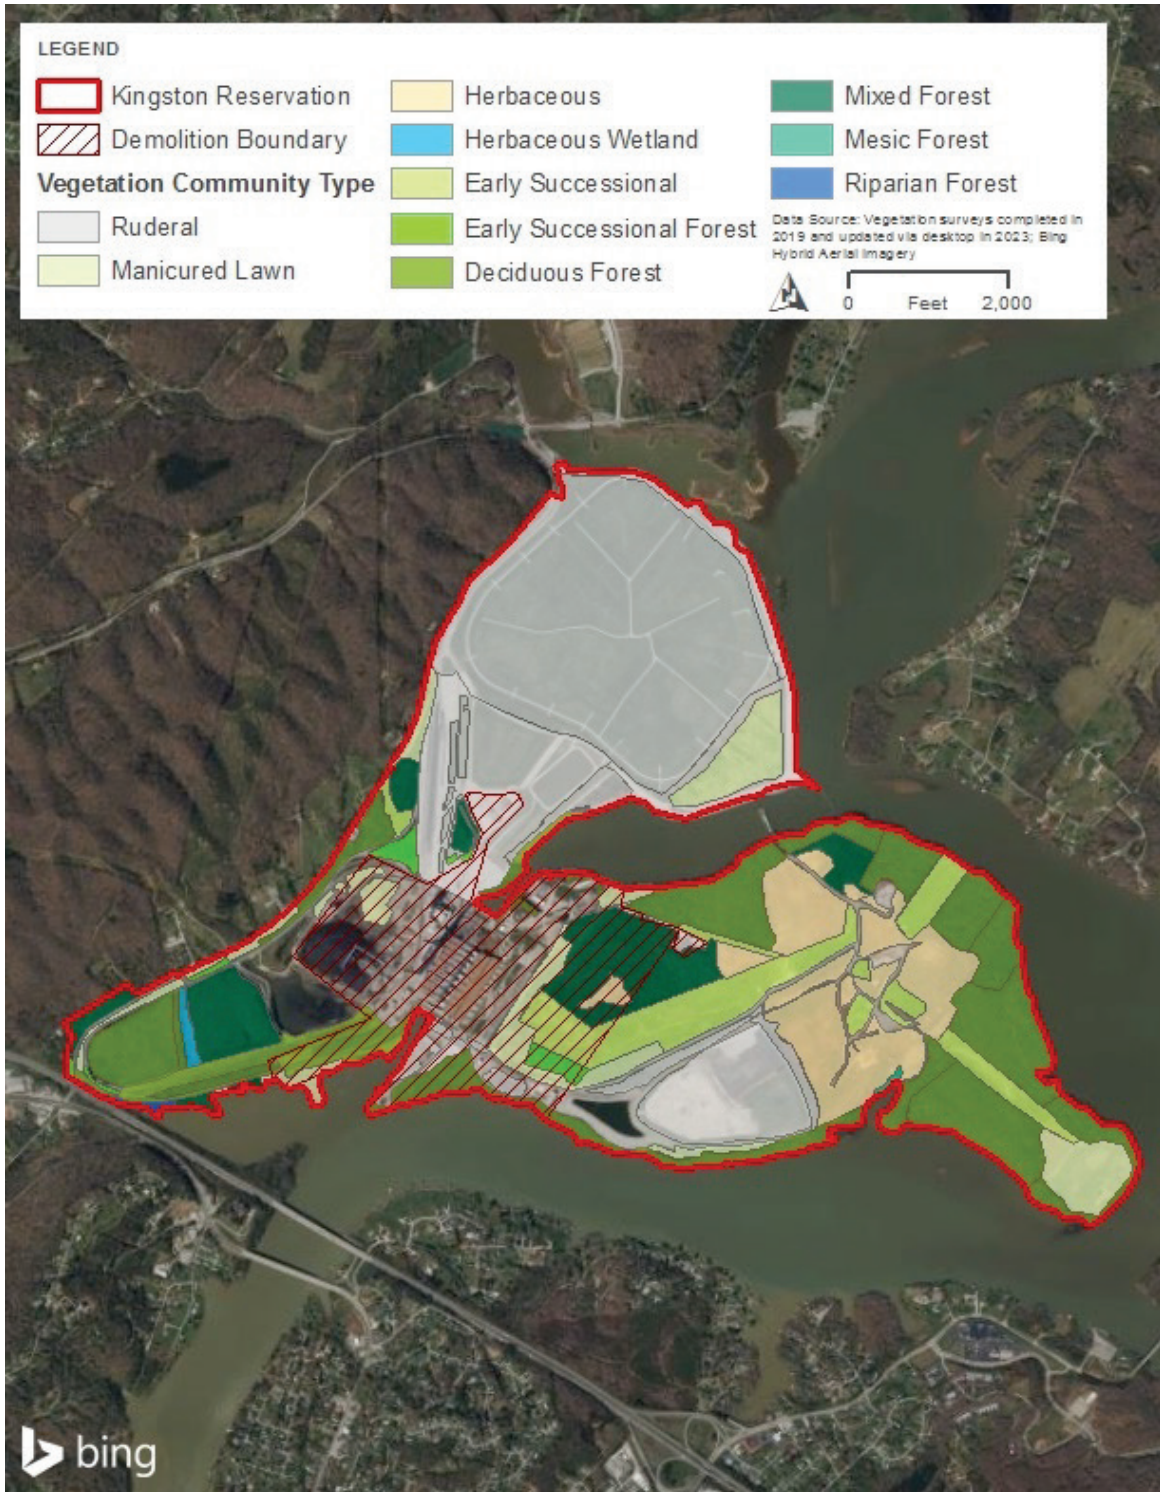 LEGEND
Kingston Reservation
Demolition Boundary
Vegetation Community Type
Ruderal
Manicured Lawn
Herbaceous
Herbaceous Wetland
Early Successional
Early Successional Forest
Deciduous Forest
Mixed Forest
Mesic Forest
Riparian Forest
Data Source: Vegetation surveys completed in
2019 and updated via desktop in 2023; Bing
Hybrid Aerial Imagery
N
0 Feet 2,000
bing